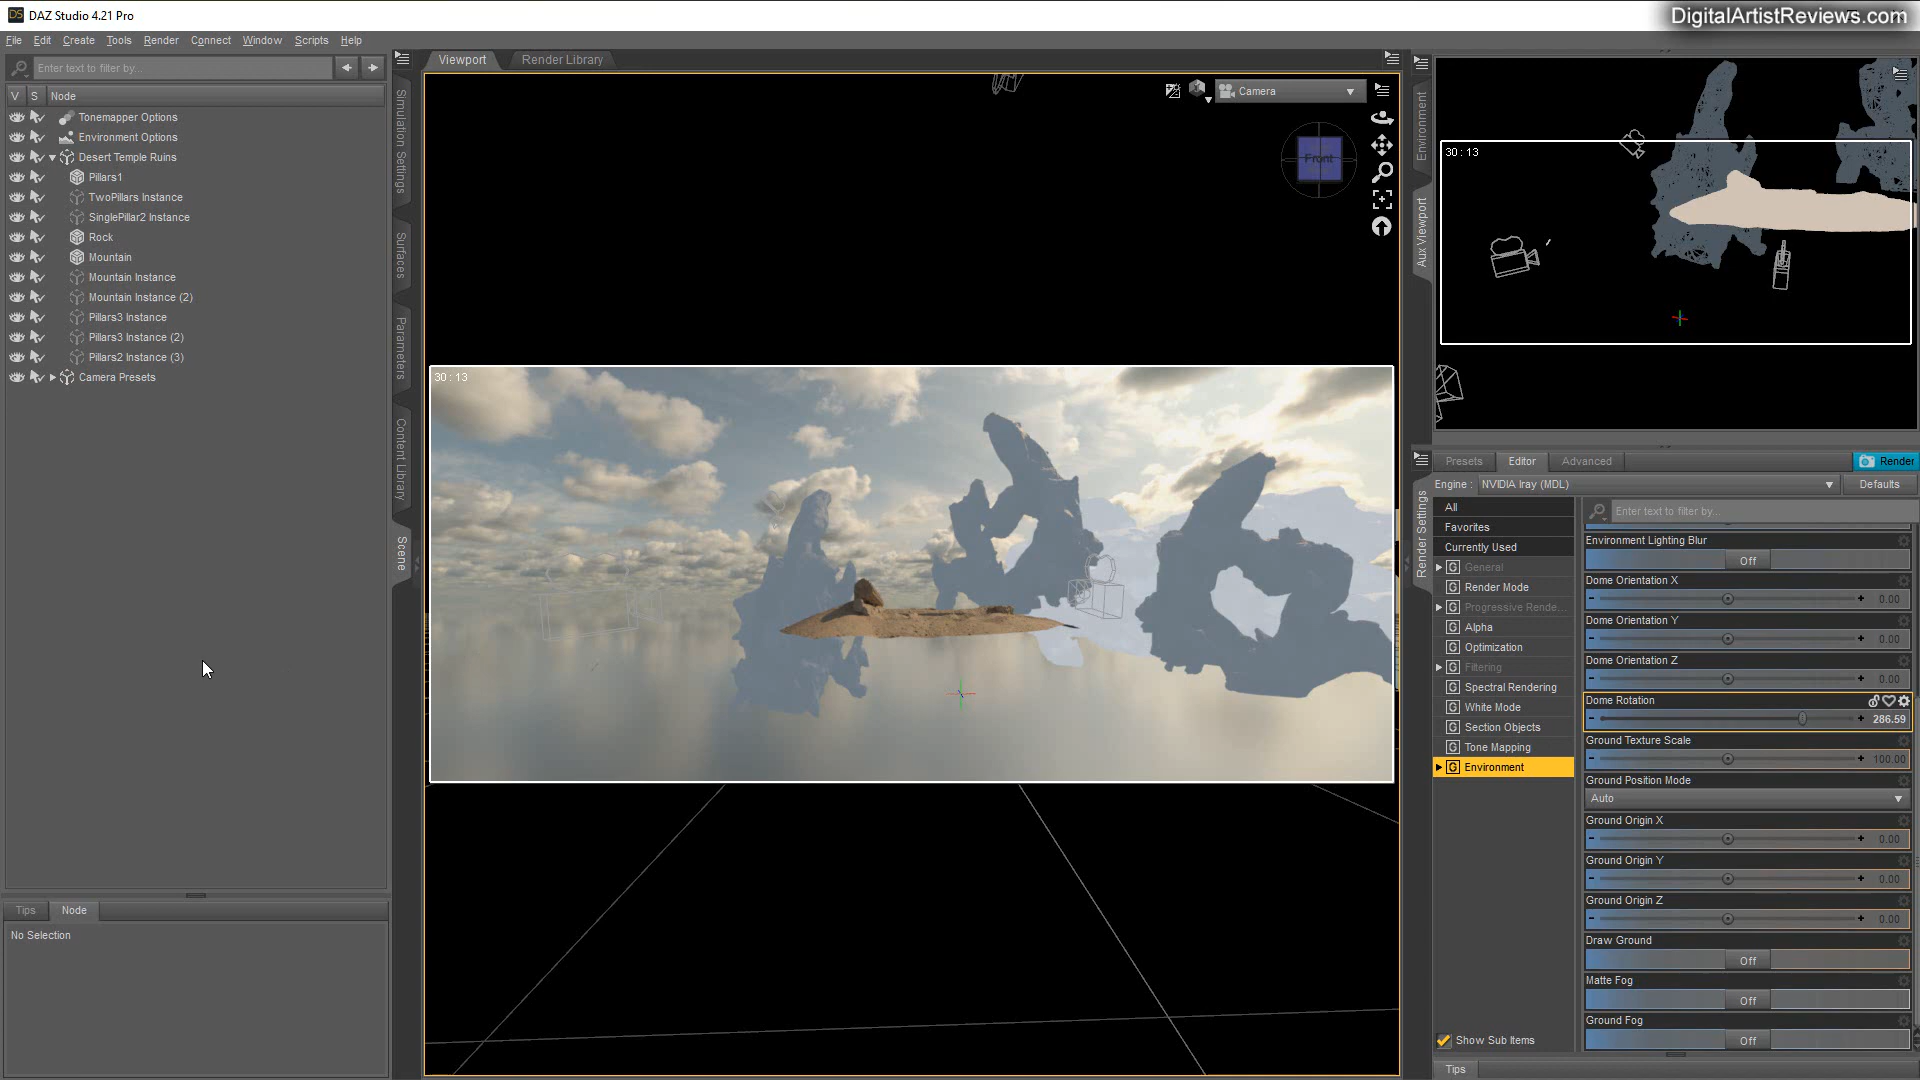 DS DAZ Studio 4.21 Pro
DigitalArtistReviews.com
File Edit Create Tools Render Connect Window Scripts Help
Enter text to filter by...
V S Node
Tonemapper Options
Environment Options
Desert Temple Ruins
Pillars1
TwoPillars Instance
SinglePillar2 Instance
Rock
Mountain
Mountain Instance
Mountain Instance (2)
Pillars3 Instance
Pillars3 Instance (2)
Pillars2 Instance (3)
Camera Presets
Tips Node
No Selection
Simulation Settings
Surfaces
Parameters
Content Library
Scene
Viewport Render Library
Camera
Front
30 : 13
Environment
Aux Viewport
30 : 13
Render Settings
Presets Editor Advanced Render
Engine : NVIDIA Iray (MDL) Defaults
All
Favorites
Currently Used
G General
G Render Mode
G Progressive Rende...
G Alpha
G Optimization
G Filtering
G Spectral Rendering
G White Mode
G Section Objects
G Tone Mapping
G Environment
Show Sub Items
Enter text to filter by...
Environment Lighting Blur
Off
Dome Orientation X
0.00
Dome Orientation Y
0.00
Dome Orientation Z
0.00
Dome Rotation
286.59
Ground Texture Scale
100.00
Ground Position Mode
Auto
Ground Origin X
0.00
Ground Origin Y
0.00
Ground Origin Z
0.00
Draw Ground
Off
Matte Fog
Off
Ground Fog
Off
Tips